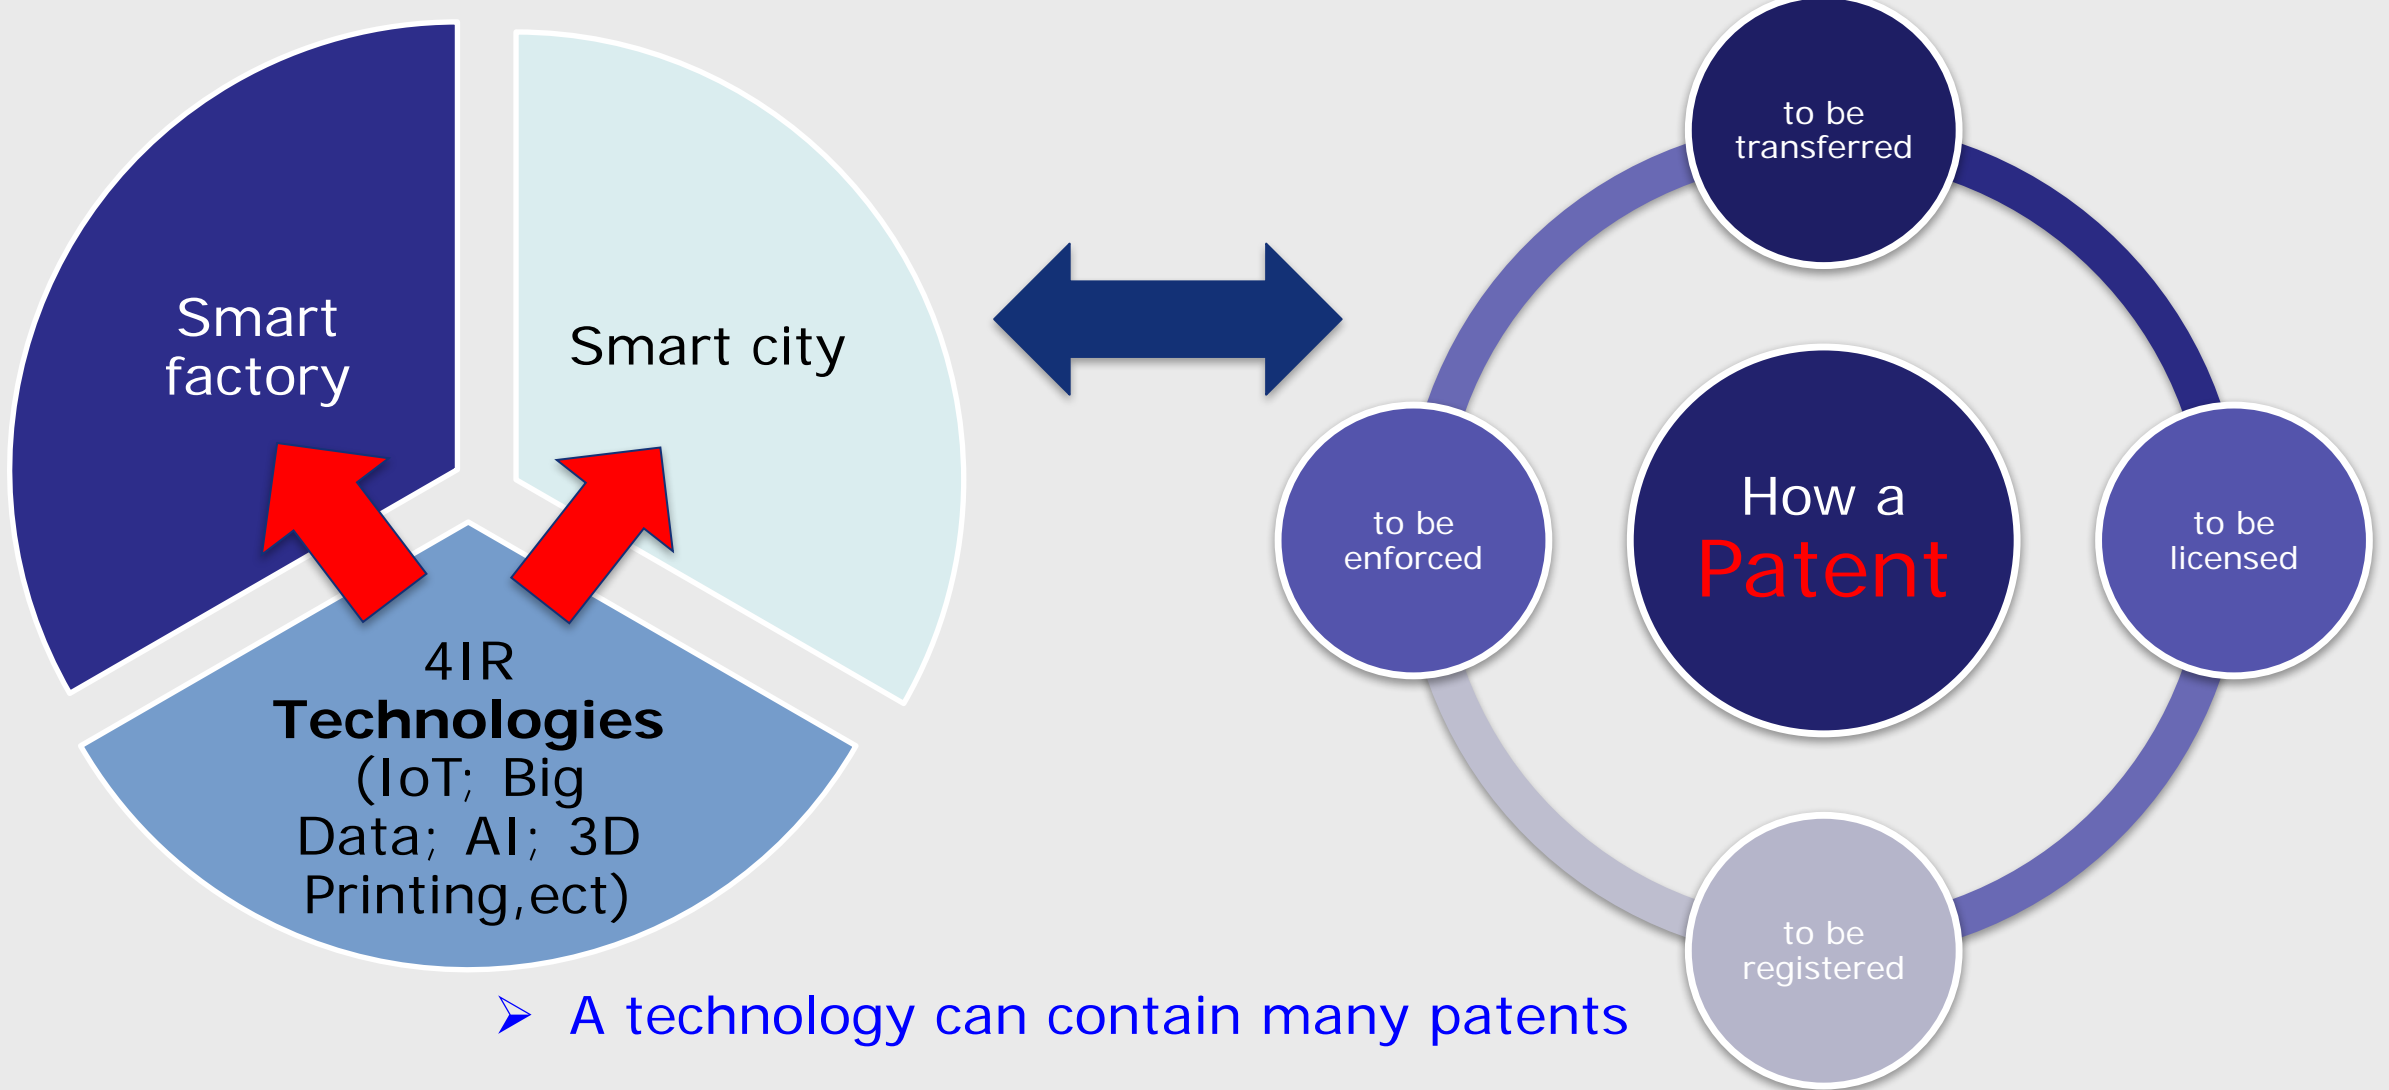 Smart
factory
Smart city
4IR
Technologies
(IoT; Big
Data; AI; 3D
Printing,ect)
to be
transferred
to be
enforced
How a
Patent
to be
licensed
to be
registered
➢ A technology can contain many patents